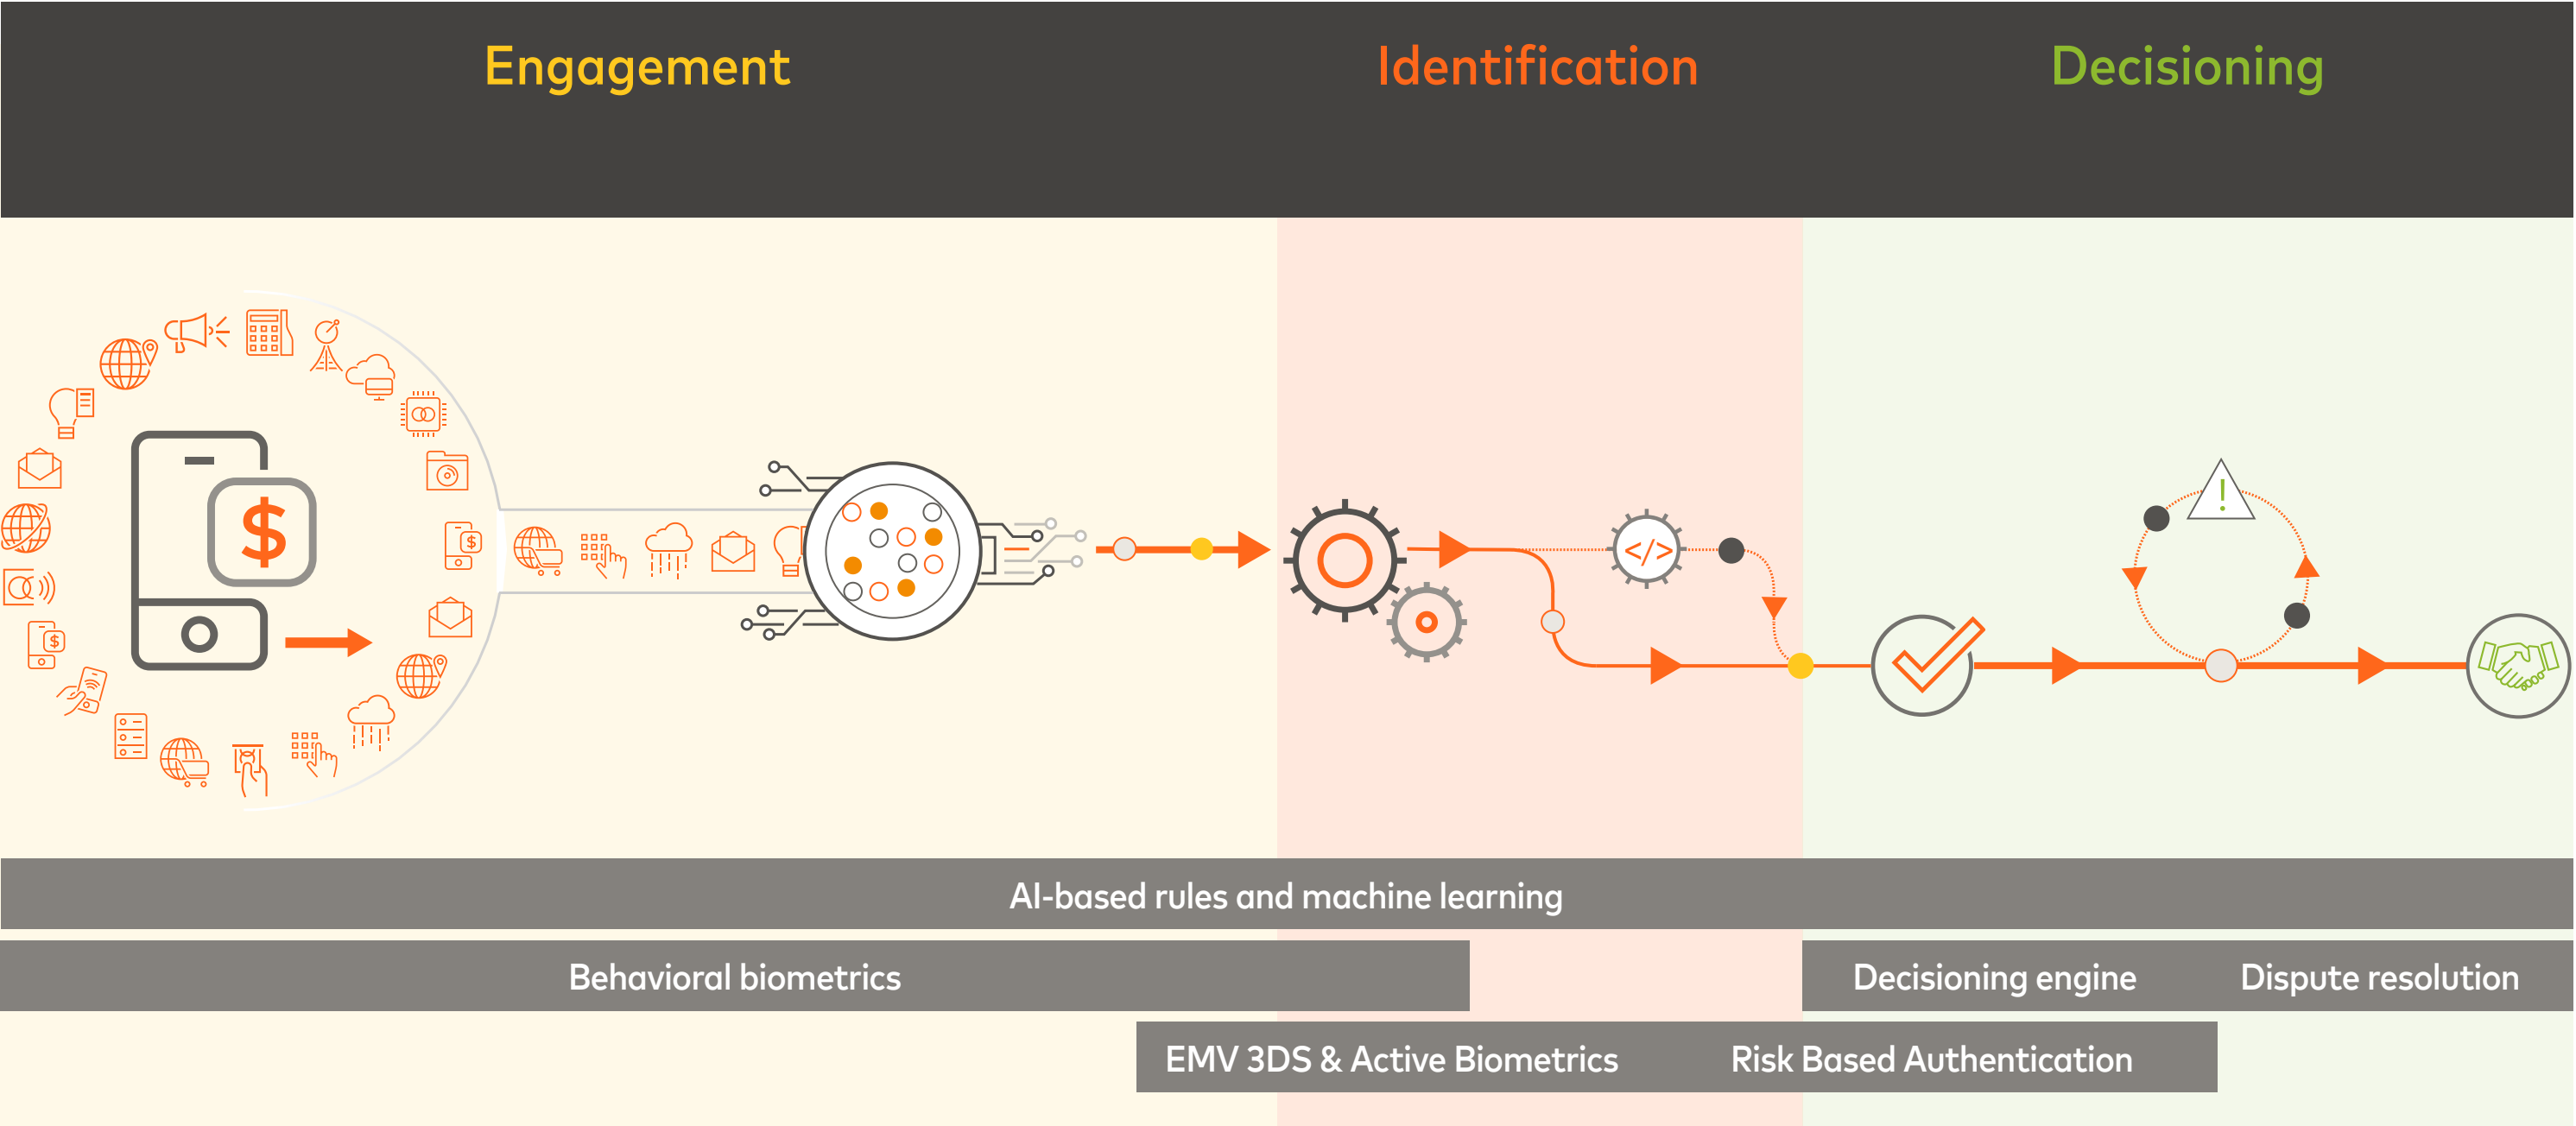 Engagement Identification Decisioning
$
$
$
$
</>
!
AI-based rules and machine learning
Behavioral biometrics Decisioning engine Dispute resolution
EMV 3DS & Active Biometrics Risk Based Authentication